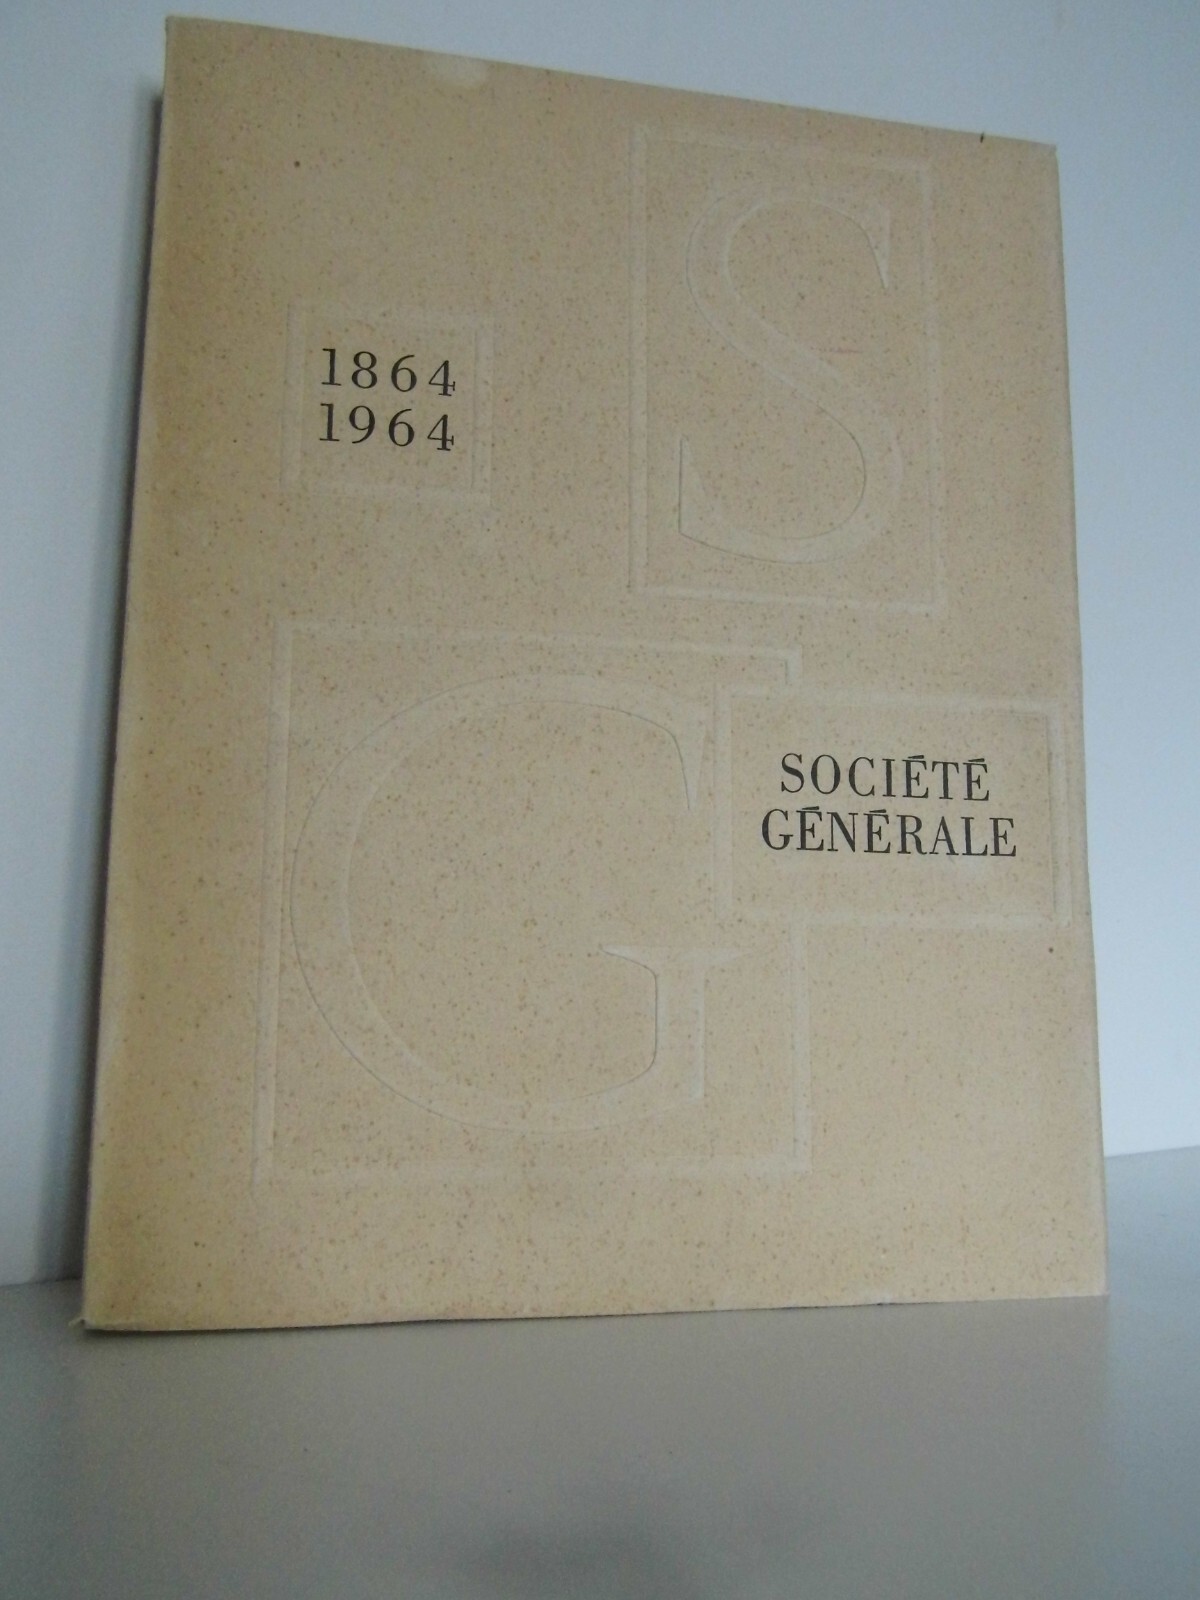 S
1864
1964
G
SOCIÉTÉ
GÉNÉRALE